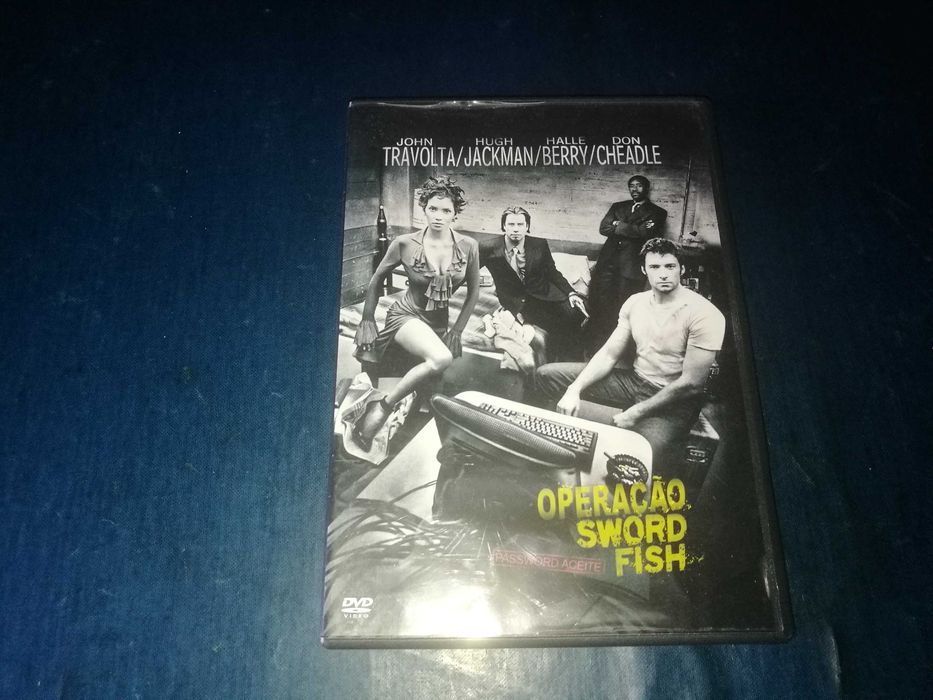 JOHN HUGH HALLE DON
TRAVOLTA/JACKMAN/BERRY/CHEADLE
OPERAÇÃO
SWORD
FISH
PASSWORD ACEITE
DVD
VIDEO